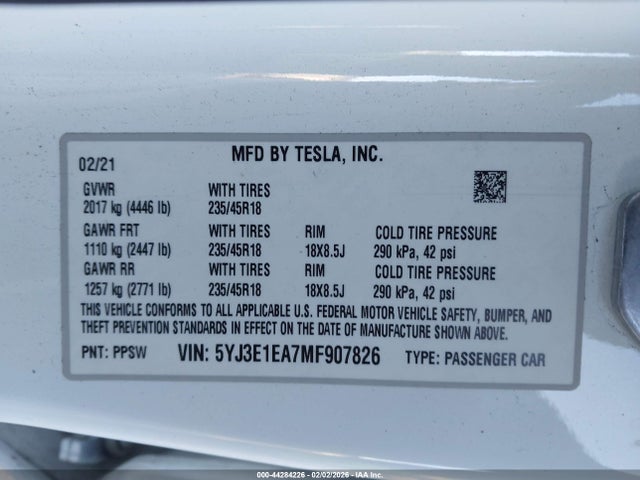 MFD BY TESLA, INC.
02/21
GVWR WITH TIRES
2017 kg (4446 lb) 235/45R18
GAWR FRT WITH TIRES RIM COLD TIRE PRESSURE
1110 kg (2447 lb) 235/45R18 18X8.5J 290 kPa, 42 psi
GAWR RR WITH TIRES RIM COLD TIRE PRESSURE
1257 kg (2771 lb) 235/45R18 18X8.5J 290 kPa, 42 psi
THIS VEHICLE CONFORMS TO ALL APPLICABLE U.S. FEDERAL MOTOR VEHICLE SAFETY, BUMPER, AND
THEFT PREVENTION STANDARDS IN EFFECT ON THE DATE OF MANUFACTURE SHOWN ABOVE.
PNT: PPSW VIN: 5YJ3E1EA7MF907826 TYPE: PASSENGER CAR
000-44284226 - 02/02/2026 - IAA Inc.